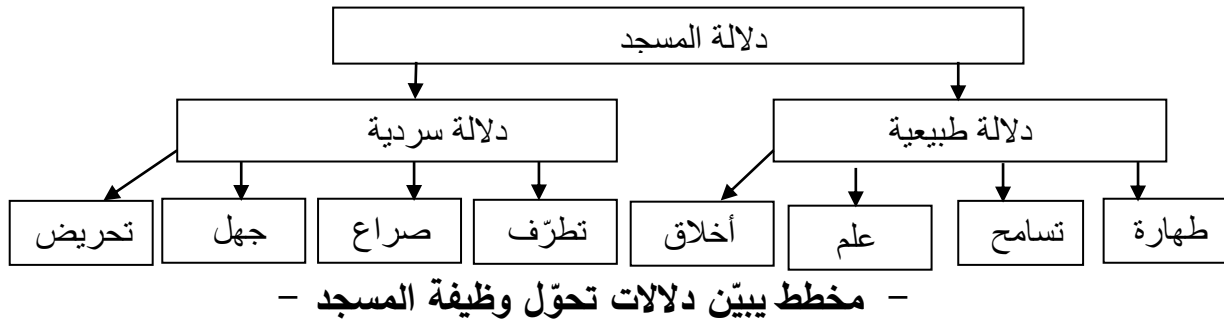 دلالة المسجد
دلالة طبيعية
دلالة سردية
طهارة
تسامح
علم
أخلاق
تطرّف
صراع
جهل
تحريض
- مخطط يبيّن دلالات تحوّل وظيفة المسجد -